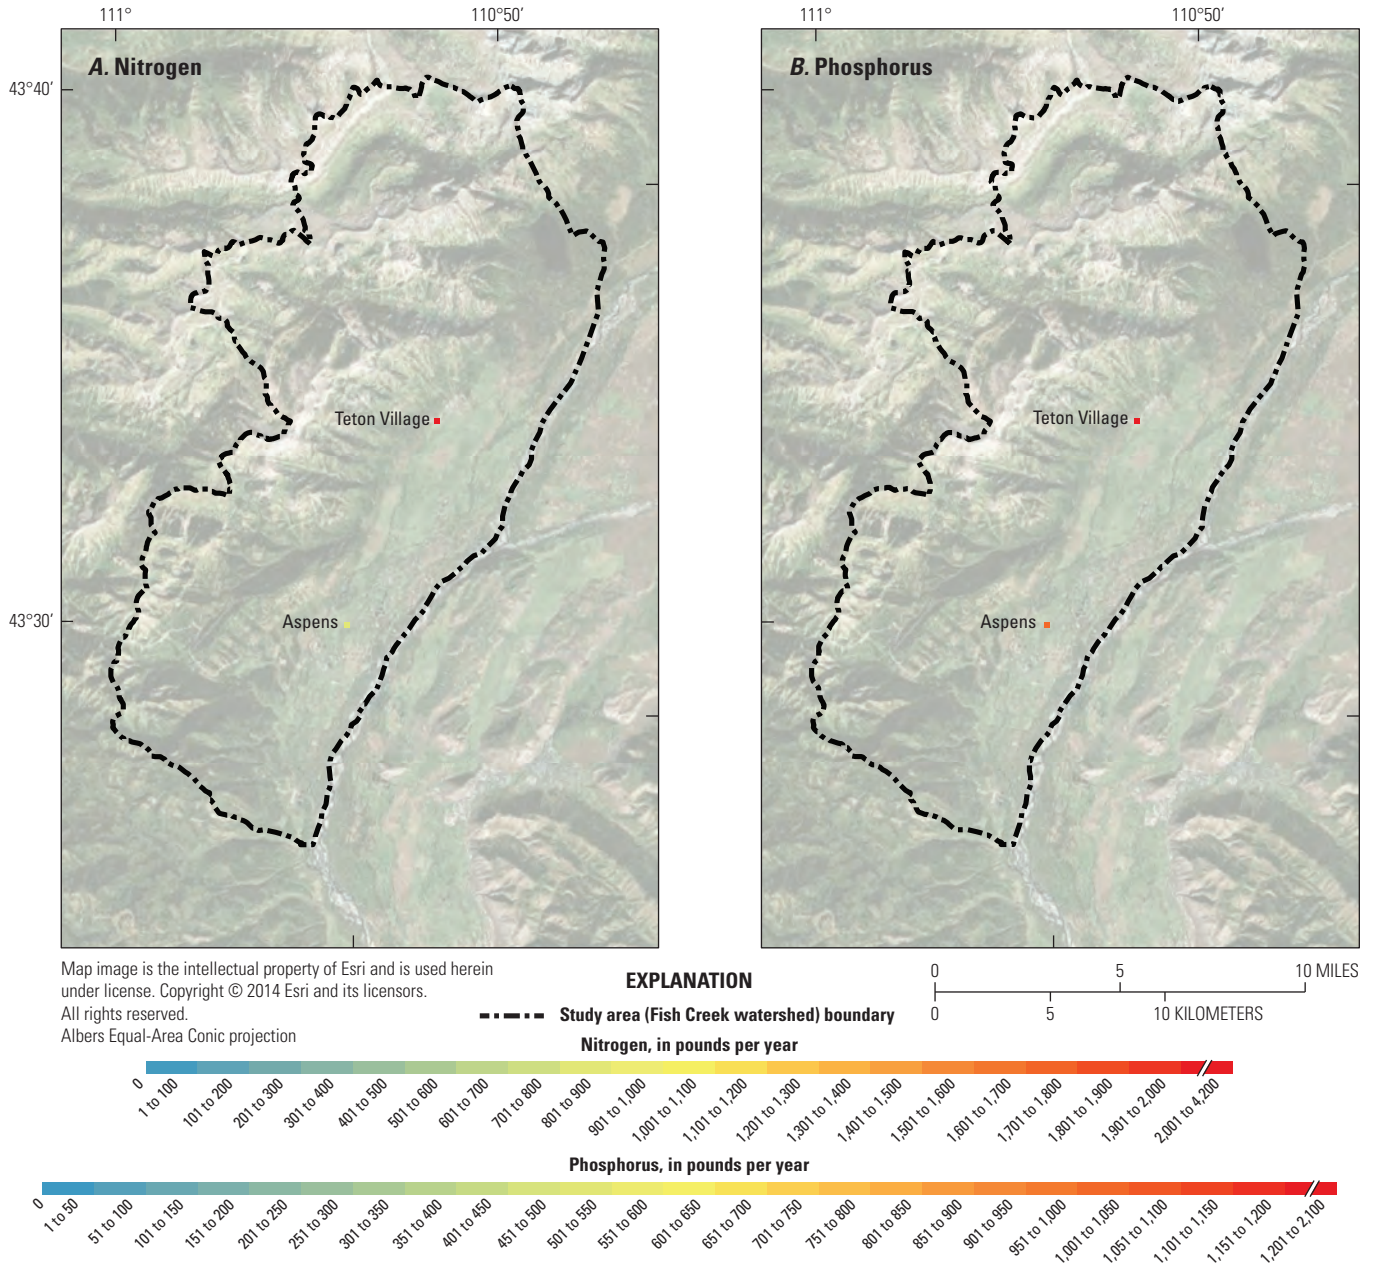 111°
110°50′
111°
110°50′
43°40′
A. Nitrogen
B. Phosphorus
Teton Village
Teton Village
43°30′
Aspens
Aspens
Map image is the intellectual property of Esri and is used herein
under license. Copyright © 2014 Esri and its licensors.
All rights reserved.
Albers Equal-Area Conic projection
EXPLANATION
Study area (Fish Creek watershed) boundary
0 5 10 MILES
0 5 10 KILOMETERS
Nitrogen, in pounds per year
0
1 to 100
101 to 200
201 to 300
301 to 400
401 to 500
501 to 600
601 to 700
701 to 800
801 to 900
901 to 1,000
1,001 to 1,100
1,101 to 1,200
1,201 to 1,300
1,301 to 1,400
1,401 to 1,500
1,501 to 1,600
1,601 to 1,700
1,701 to 1,800
1,801 to 1,900
1,901 to 2,000
2,001 to 4,200
Phosphorus, in pounds per year
0
1 to 50
51 to 100
101 to 150
151 to 200
201 to 250
251 to 300
301 to 350
351 to 400
401 to 450
451 to 500
501 to 550
551 to 600
601 to 650
651 to 700
701 to 750
751 to 800
801 to 850
851 to 900
901 to 950
951 to 1,000
1,001 to 1,050
1,051 to 1,100
1,101 to 1,150
1,151 to 1,200
1,201 to 2,100